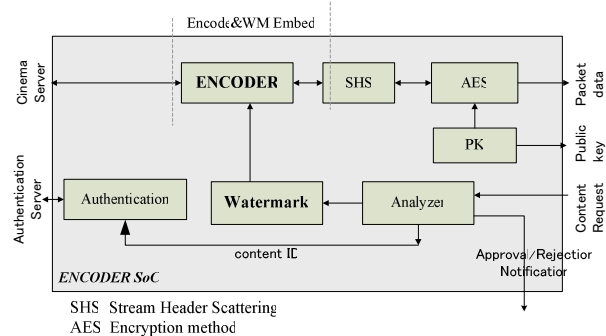 Encode&WM Embed
Cinema
Server
ENCODER
SHS
AES
Packet
data
PK
Public
key
Authentication
Server
Authentication
Watermark
Analyzer
Content
Request
content ID
Approval/Rejection
Notification
ENCODER SoC
SHS Stream Header Scattering
AES Encryption method